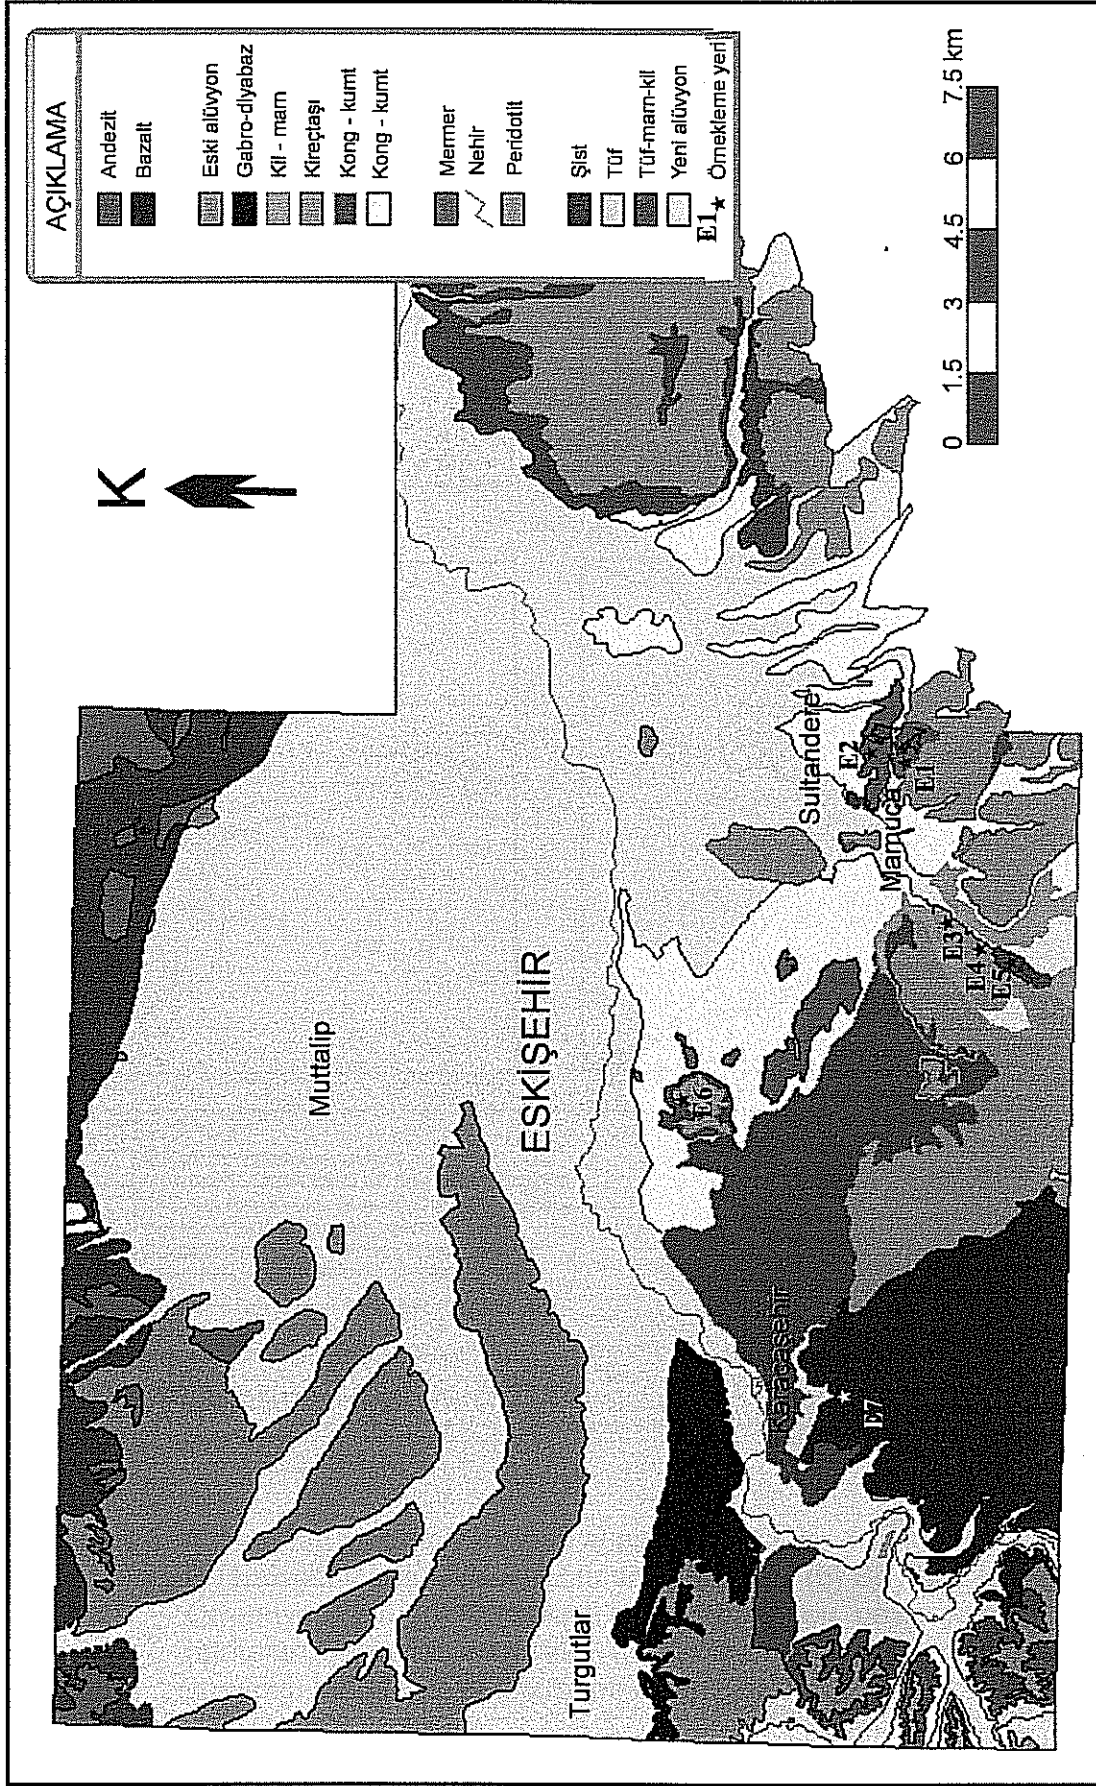 AÇIKLAMA
Andezit
Bazalt
Eski alüvyon
Gabro-diyabaz
Kil - marn
Kireçtaşı
Kong - kumt
Kong - kumt
Mermer
Nehir
Peridotit
Şist
Tüf
Tüf-marn-kil
Yeni alüvyon
E1 Örnekleme yeri
K
Muttalip
ESKİŞEHİR
Turgutlar
Sultandere
Mamuca
Karacaşehir
E2
E1
E3
E4
E5
E6
E7
0 1.5 3 4.5 6 7.5 km